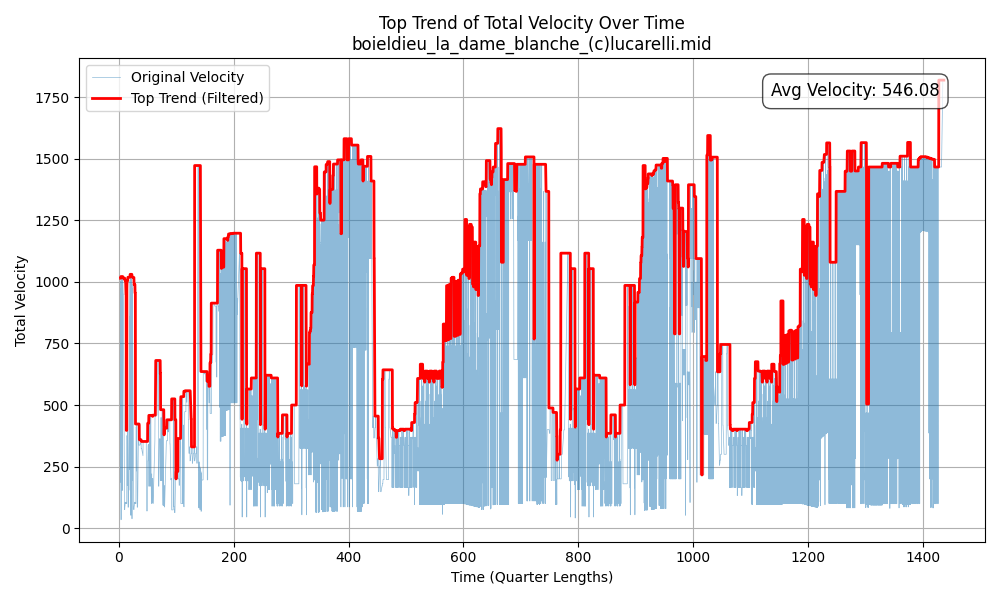 Top Trend of Total Velocity Over Time
boieldieu_la_dame_blanche_(c)lucarelli.mid
Original Velocity
Top Trend (Filtered)
Avg Velocity: 546.08
Total Velocity
1750
1500
1250
1000
750
500
250
0
0 200 400 600 800 1000 1200 1400
Time (Quarter Lengths)